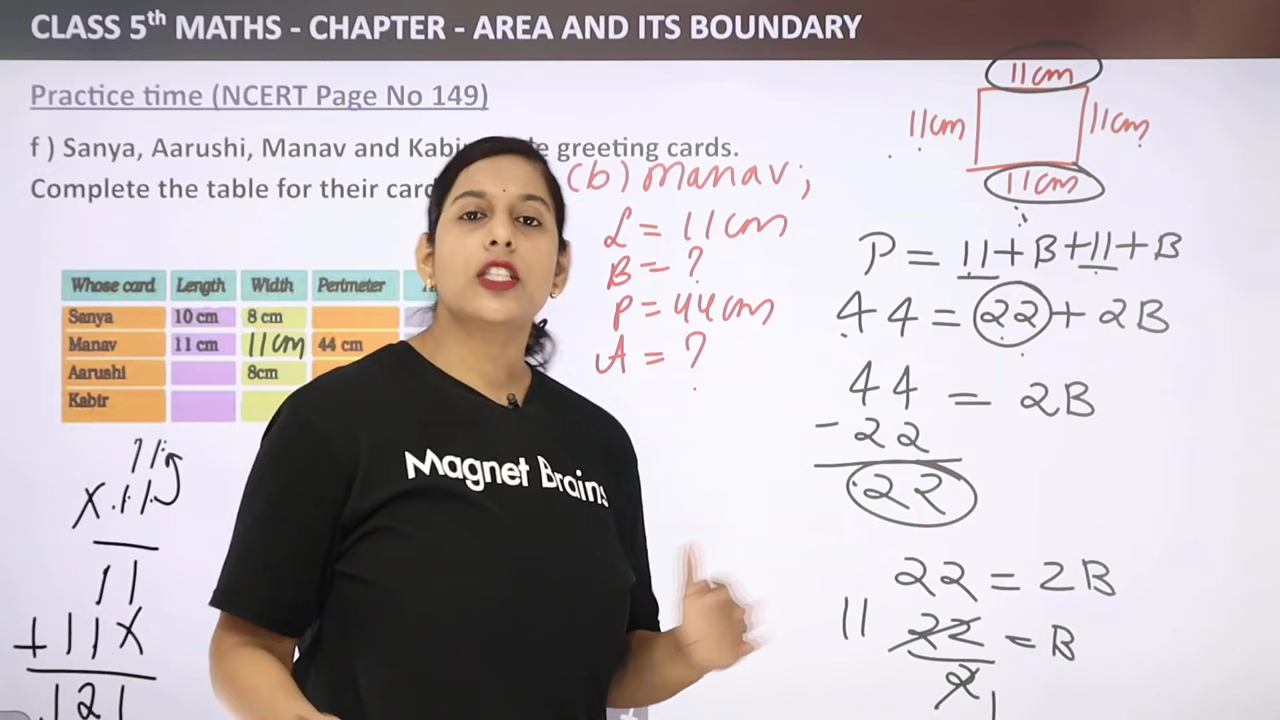 CLASS 5th MATHS - CHAPTER - AREA AND ITS BOUNDARY
Practice time (NCERT Page No 149)
f ) Sanya, Aarushi, Manav and greeting cards.
Complete the table for their
Whose card Length Width Perimeter
Sanya 10 cm 8 cm
Manav 11 cm 11cm 44 cm
Aarushi 8cm
Kabir
11
x 11
11
+11x
121
Magnet Brains
(b) Manav;
L = 11cm
B = ?
P = 44cm
A = ?
11cm
11cm 11cm
11cm
P = 11+B+11+B
44 = 22 + 2B
44 = 2B
- 22
22
22 = 2B
11 22 = B
2 1